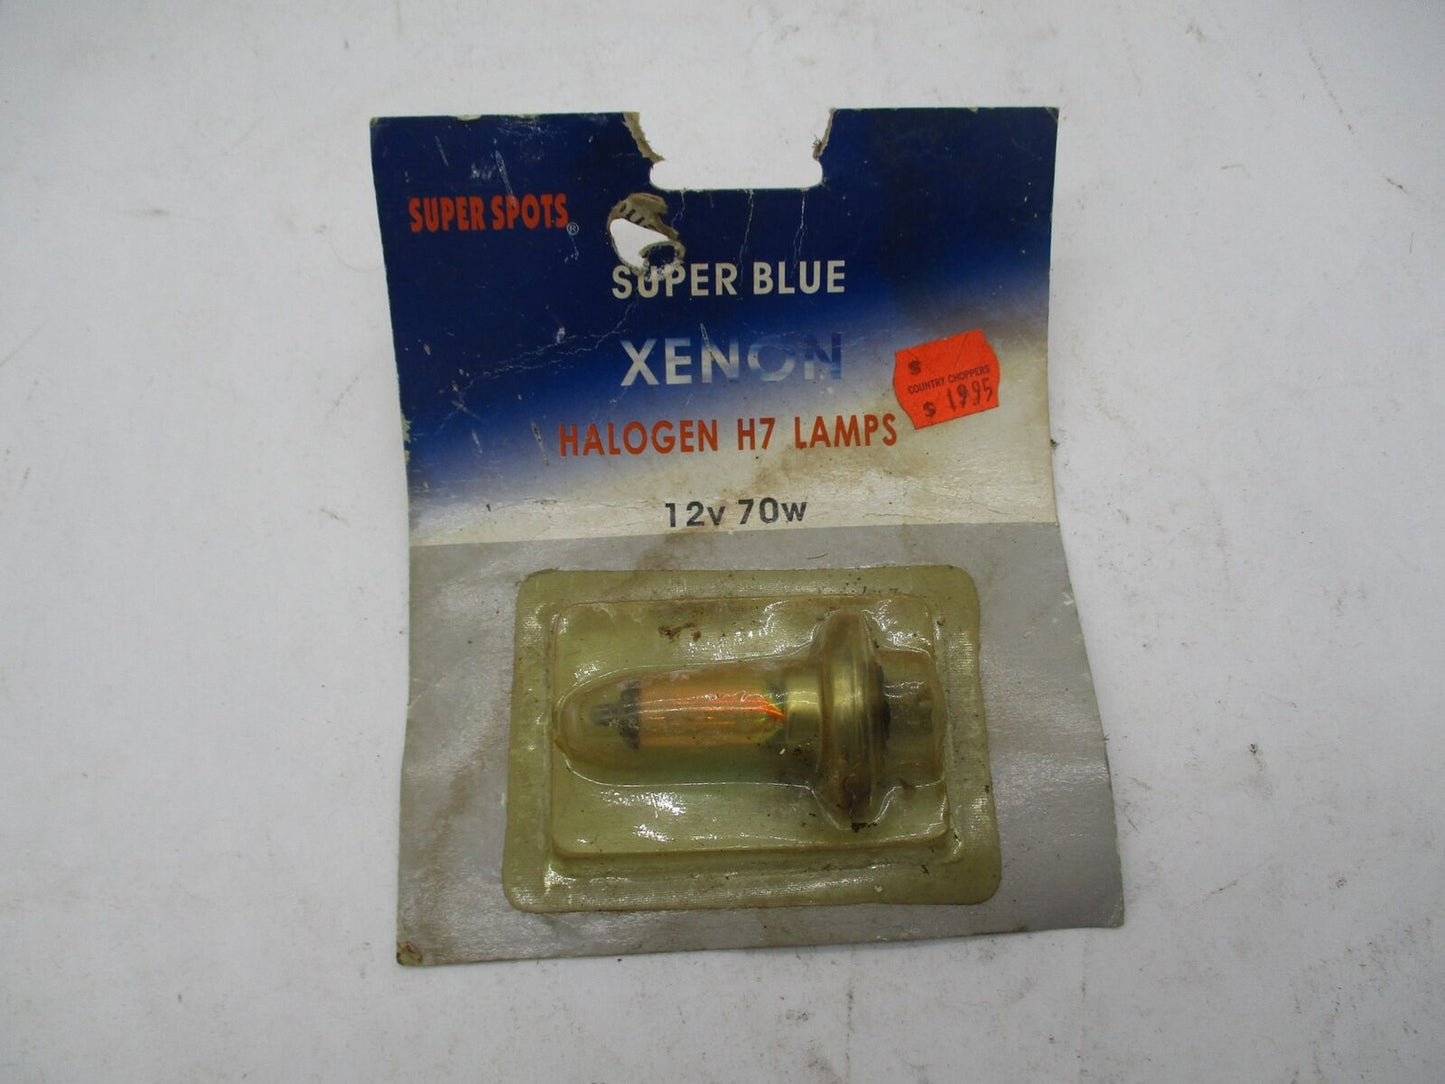 SUPER SPOTS®
SUPER BLUE
XENON
$
COUNTRY CHOPPERS
$ 19.95
HALOGEN H7 LAMPS
12v 70w